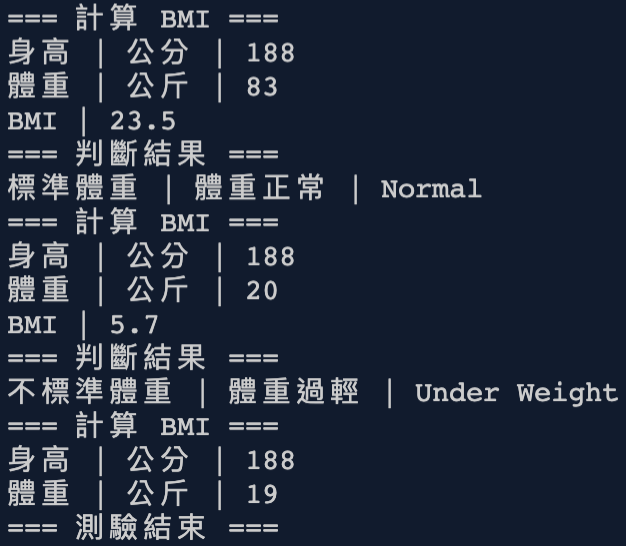 === 計算 BMI ===
身高 | 公分 | 188
體重 | 公斤 | 83
BMI | 23.5
=== 判斷結果 ===
標準體重 | 體重正常 | Normal
=== 計算 BMI ===
身高 | 公分 | 188
體重 | 公斤 | 20
BMI | 5.7
=== 判斷結果 ===
不標準體重 | 體重過輕 | Under Weight
=== 計算 BMI ===
身高 | 公分 | 188
體重 | 公斤 | 19
=== 測驗結束 ===